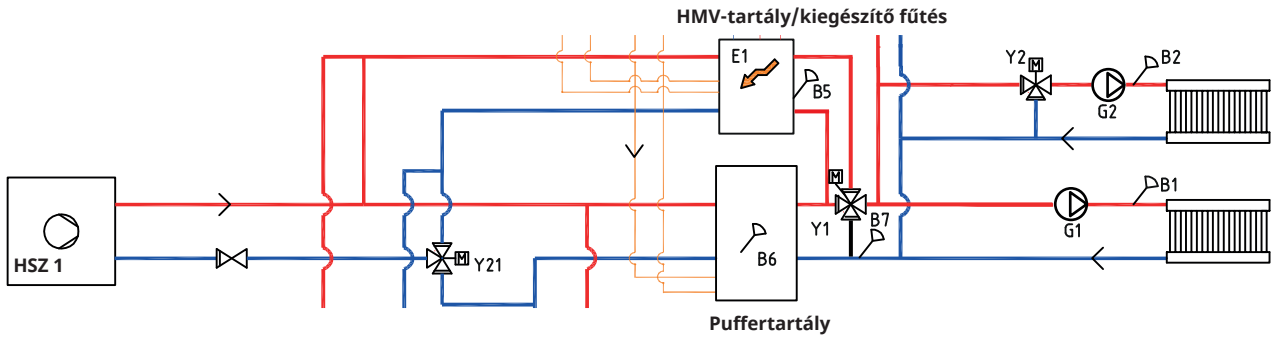 HMV-tartály/kiegészítő fűtés
E1
B5
Y2
M
B2
G2
M
Y1
B7
B1
G1
HSZ 1
M
Y21
B6
Puffertartály